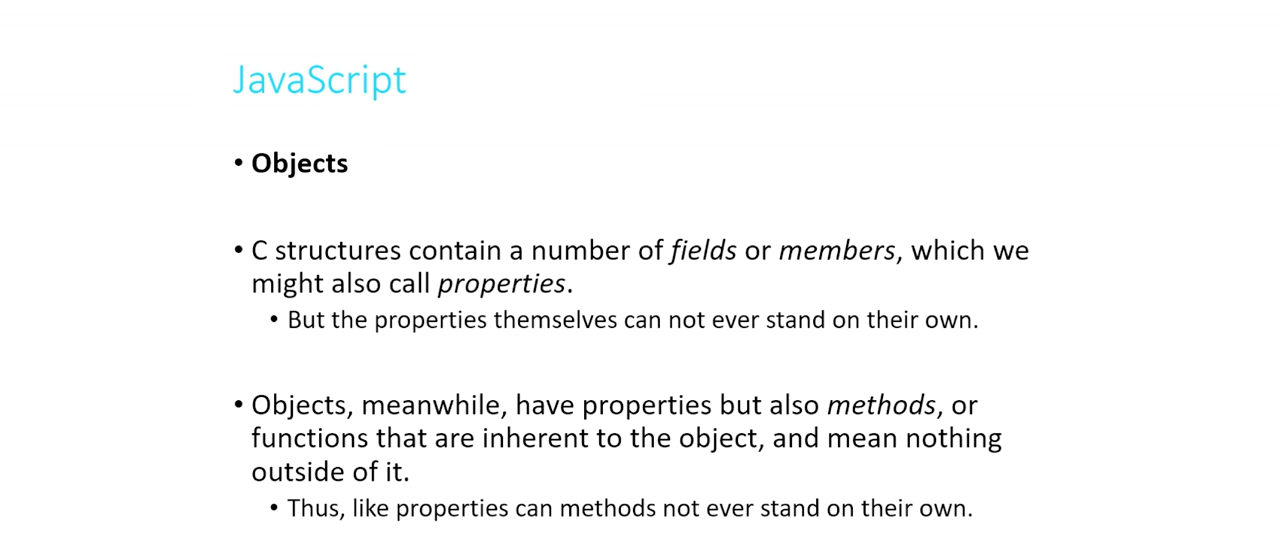 JavaScript
• Objects
• C structures contain a number of fields or members, which we
might also call properties.
• But the properties themselves can not ever stand on their own.
• Objects, meanwhile, have properties but also methods, or
functions that are inherent to the object, and mean nothing
outside of it.
• Thus, like properties can methods not ever stand on their own.